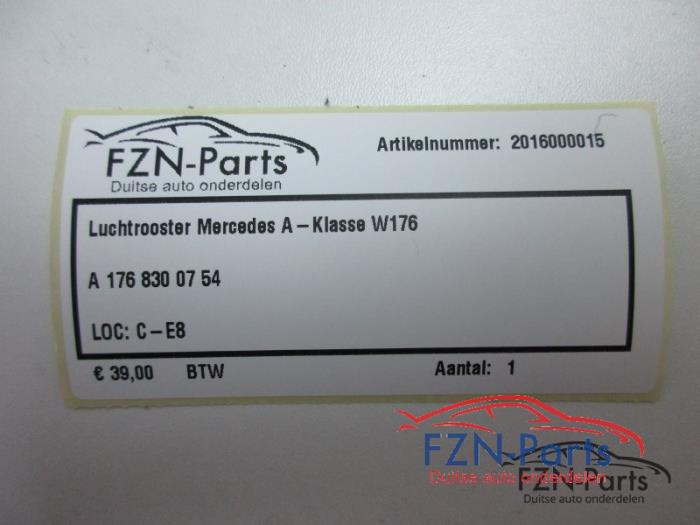 FZN-Parts
Duitse auto onderdelen
Artikelnummer: 2016000015
Luchtrooster Mercedes A-Klasse W176
A 176 830 07 54
LOC: C-E8
€ 39,00 BTW
Aantal: 1
FZN-Parts
Duitse auto onderdelen
FZN-Parts
Duitse auto onderdelen